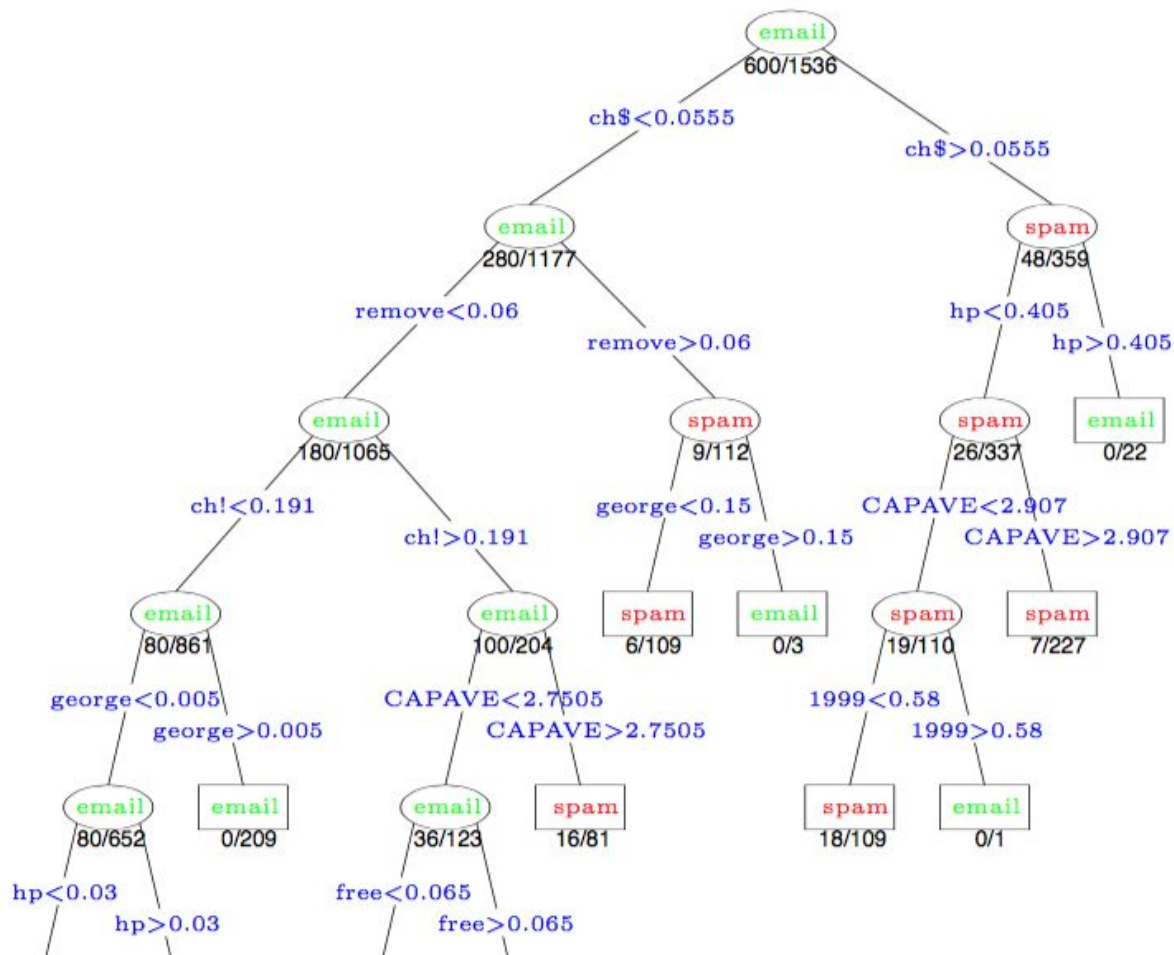 email
600/1536
ch$<0.0555
ch$>0.0555
email
280/1177
spam
48/359
remove<0.06
hp<0.405
remove>0.06
hp>0.405
email
180/1065
spam
9/112
spam
26/337
email
0/22
ch!<0.191
george<0.15
CAPAVE<2.907
ch!>0.191
george>0.15
CAPAVE>2.907
email
80/861
email
100/204
spam
6/109
email
0/3
spam
19/110
spam
7/227
george<0.005
CAPAVE<2.7505
1999<0.58
george>0.005
CAPAVE>2.7505
1999>0.58
email
80/652
email
0/209
email
36/123
spam
16/81
spam
18/109
email
0/1
hp<0.03
free<0.065
hp>0.03
free>0.065